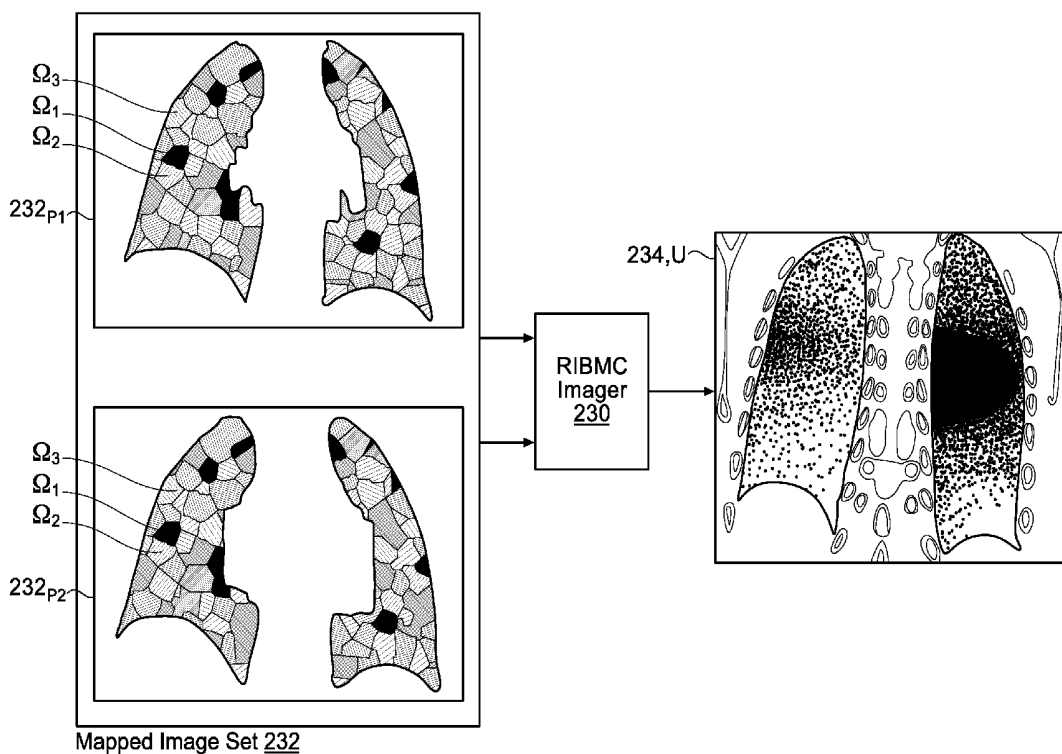 Ω3
Ω1
Ω2
232P1
Ω3
Ω1
Ω2
232P2
Mapped Image Set 232
RIBMC
Imager
230
234,U